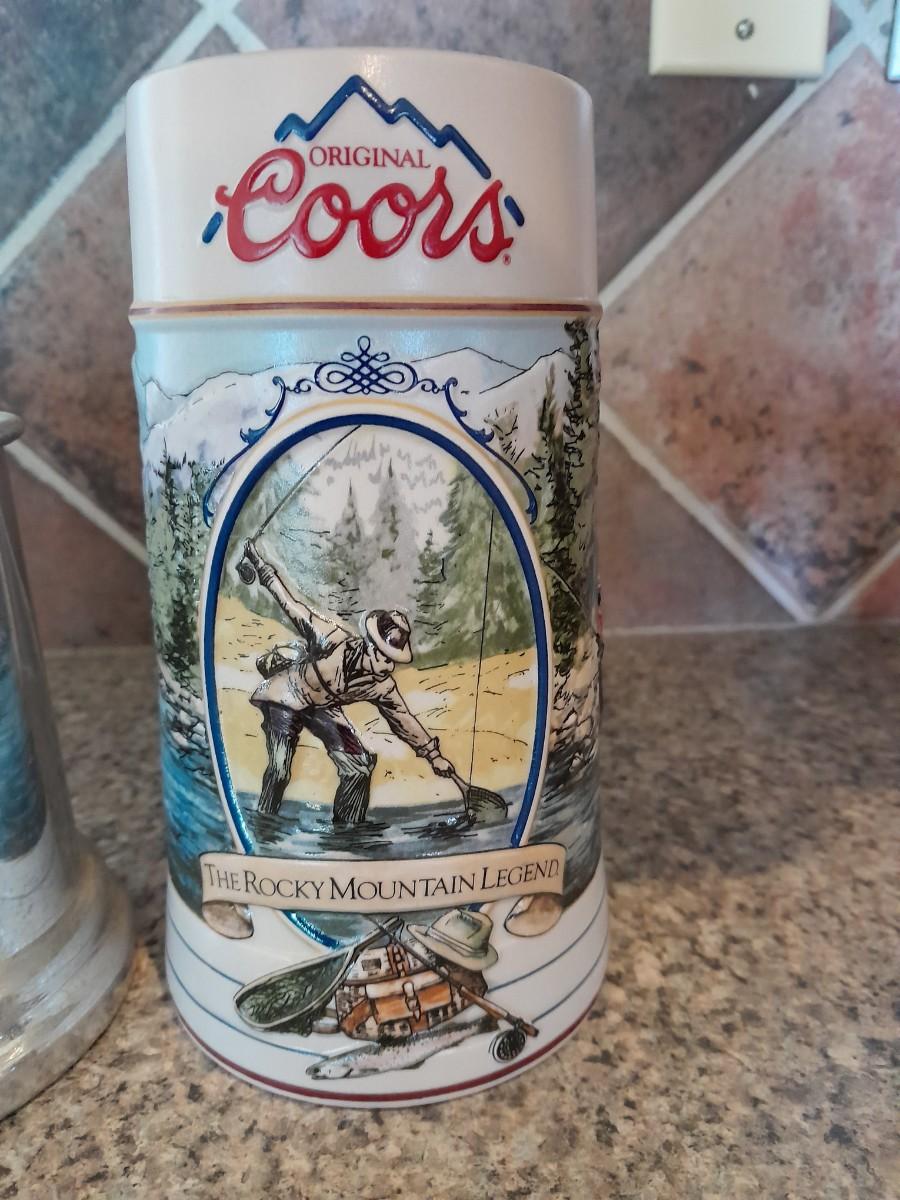 ORIGINAL
Coors®
THE ROCKY MOUNTAIN LEGEND.